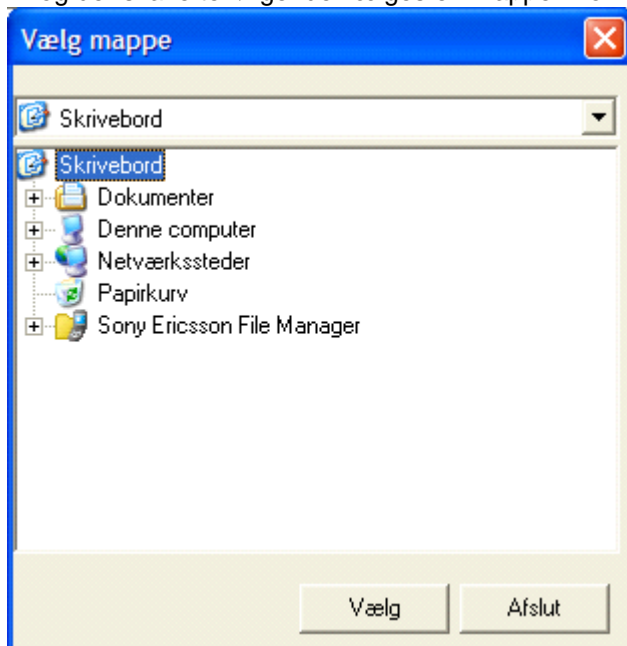 Vælg mappe
Skrivebord
Skrivebord
Dokumenter
Denne computer
Netværkssteder
Papirkurv
Sony Ericsson File Manager
Vælg
Afslut